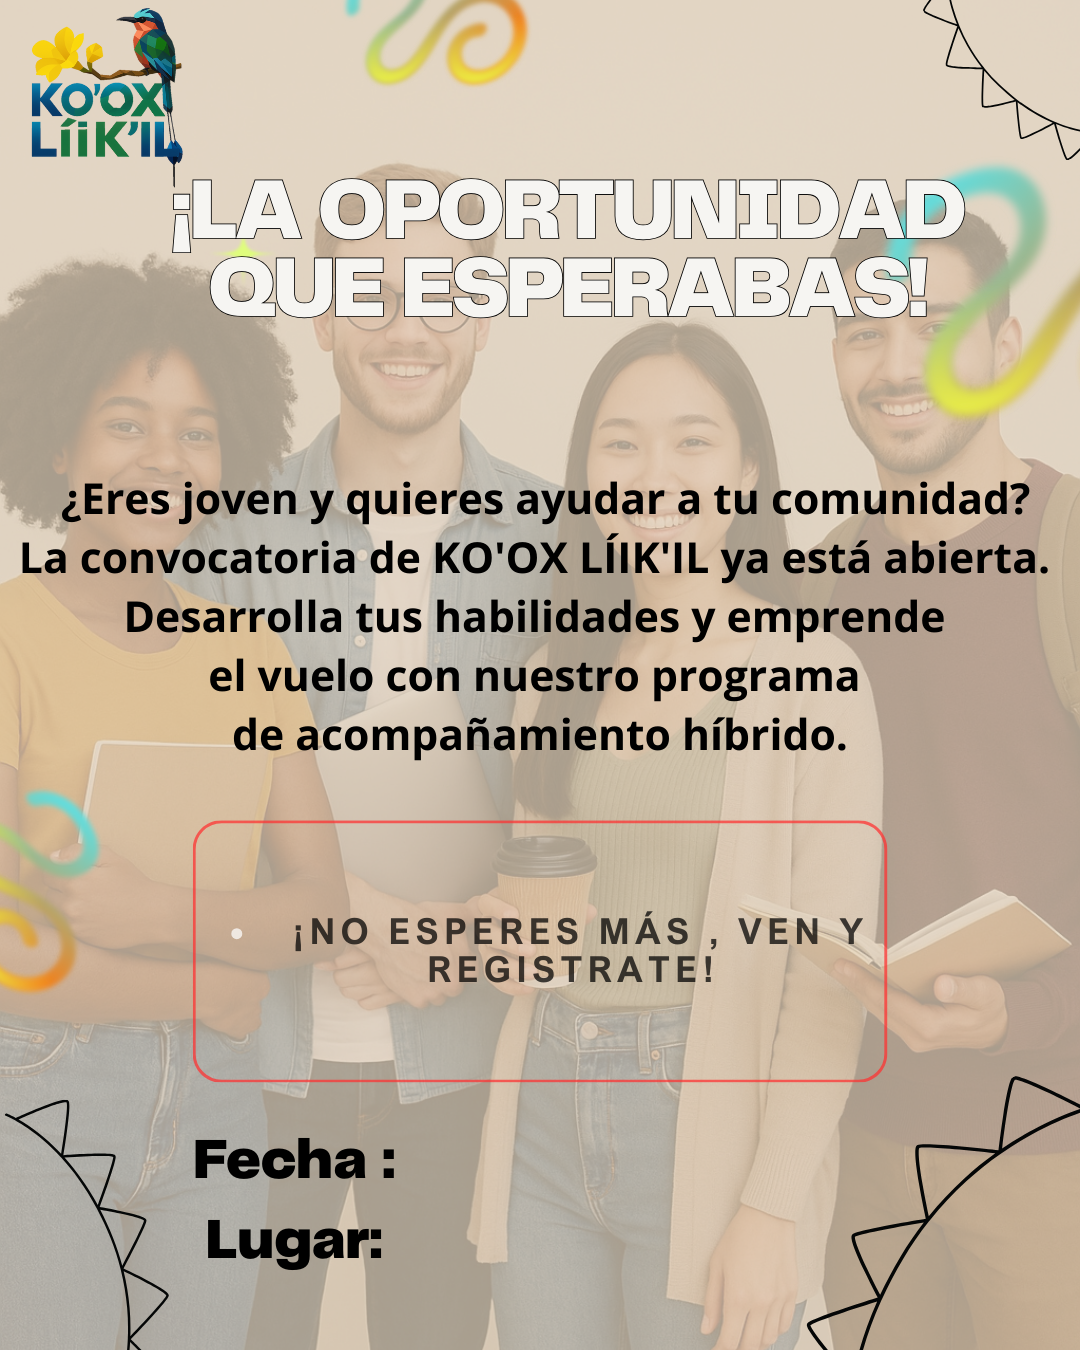 KO'OX
LíiK'IL
¡LA OPORTUNIDAD
QUE ESPERABAS!
¿Eres joven y quieres ayudar a tu comunidad?
La convocatoria de KO'OX LÍIK'IL ya está abierta.
Desarrolla tus habilidades y emprende
el vuelo con nuestro programa
de acompañamiento híbrido.
• ¡NO ESPERES MÁS , VEN Y
REGISTRATE!
Fecha :
Lugar: